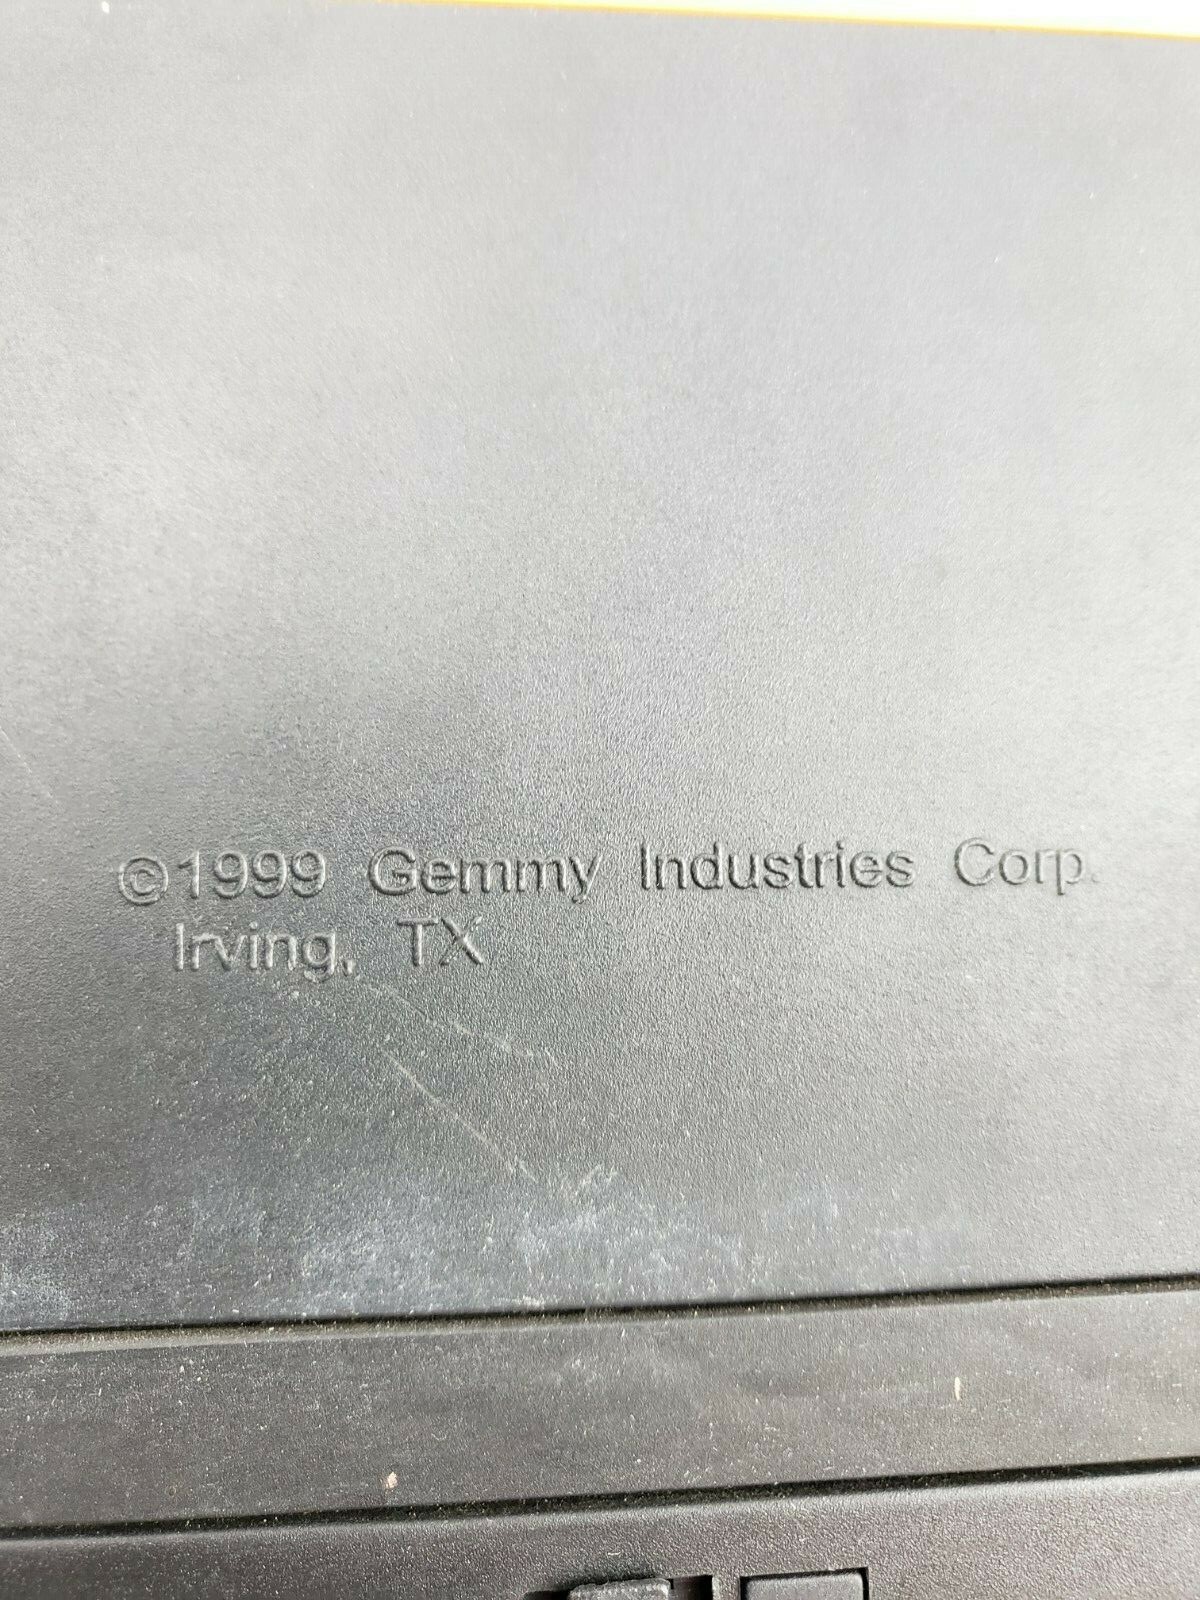 ©1999 Gemmy Industries Corp.
Irving, TX